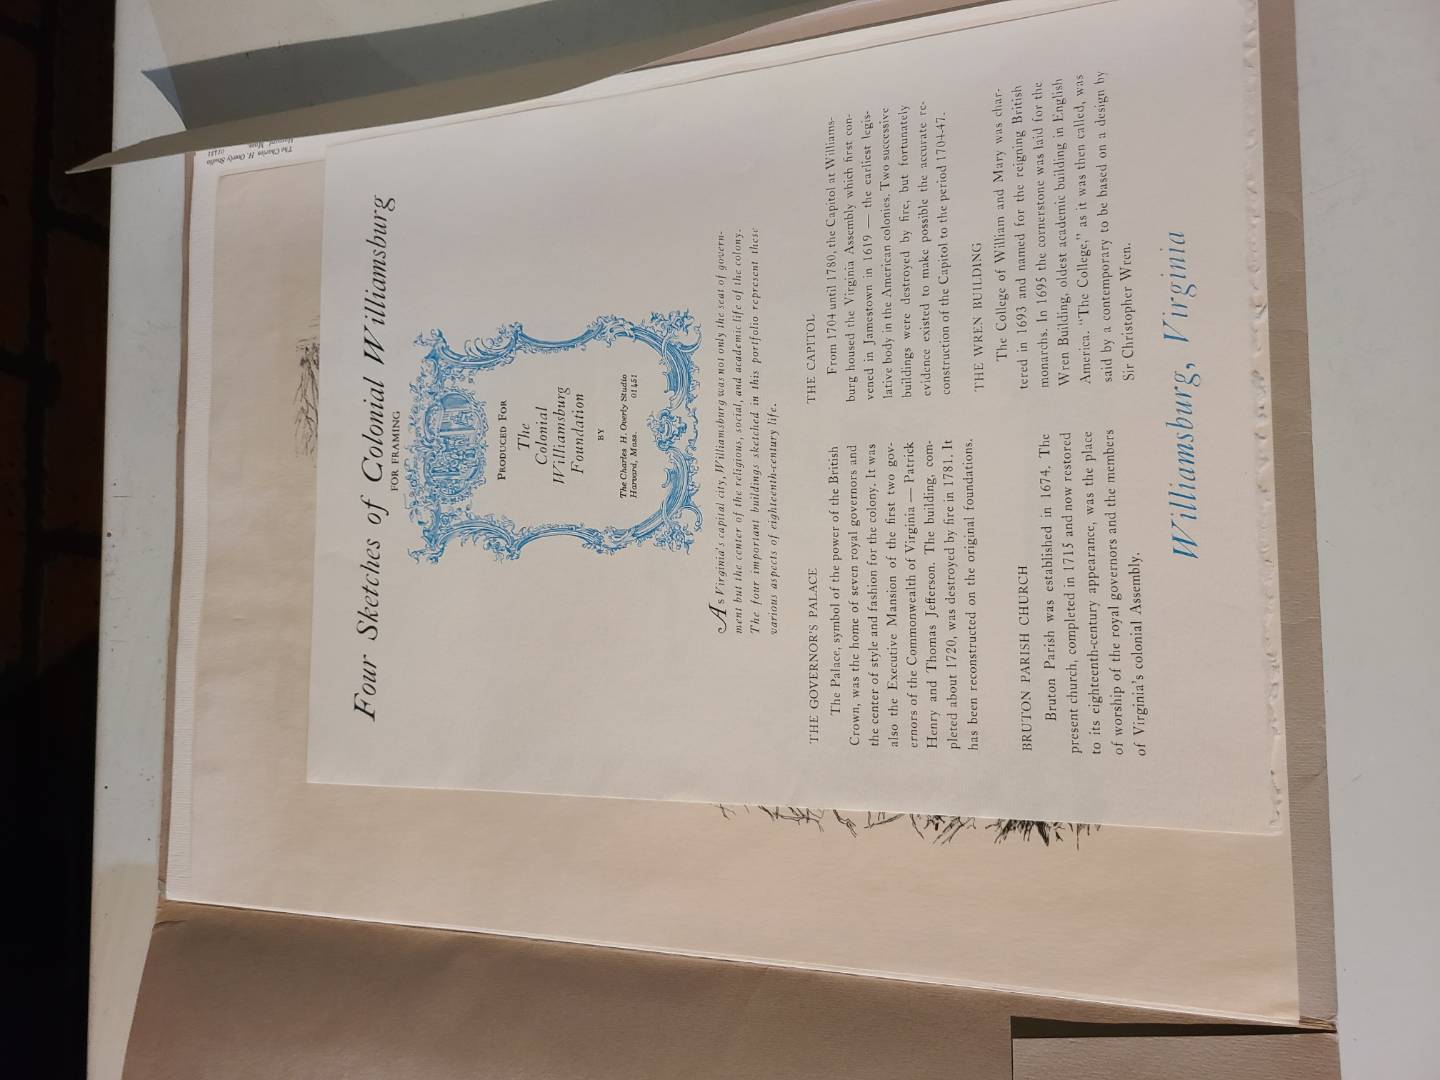 Four Sketches of Colonial Williamsburg
FOR FRAMING
PRODUCED FOR
The
Colonial
Williamsburg
Foundation
BY
The Charles H. Overly Studio
Harvard, Mass. 01451
As Virginia's capital city, Williamsburg was not only the seat of govern-
ment but the center of the religious, social, and academic life of the colony.
The four important buildings sketched in this portfolio represent these
various aspects of eighteenth-century life.
THE GOVERNOR'S PALACE
The Palace, symbol of the power of the British
Crown, was the home of seven royal governors and
the center of style and fashion for the colony. It was
also the Executive Mansion of the first two gov-
ernors of the Commonwealth of Virginia — Patrick
Henry and Thomas Jefferson. The building, com-
pleted about 1720, was destroyed by fire in 1781. It
has been reconstructed on the original foundations.
BRUTON PARISH CHURCH
Bruton Parish was established in 1674. The
present church, completed in 1715 and now restored
to its eighteenth-century appearance, was the place
of worship of the royal governors and the members
of Virginia's colonial Assembly.
THE CAPITOL
From 1704 until 1780, the Capitol at Williams-
burg housed the Virginia Assembly which first con-
vened in Jamestown in 1619 — the earliest legis-
lative body in the American colonies. Two successive
buildings were destroyed by fire, but fortunately
evidence existed to make possible the accurate re-
construction of the Capitol to the period 1704-47.
THE WREN BUILDING
The College of William and Mary was char-
tered in 1693 and named for the reigning British
monarchs. In 1695 the cornerstone was laid for the
Wren Building, oldest academic building in English
America. "The College," as it was then called, was
said by a contemporary to be based on a design by
Sir Christopher Wren.
Williamsburg, Virginia
The Charles H. Overly Studio
Harvard, Mass. 01451